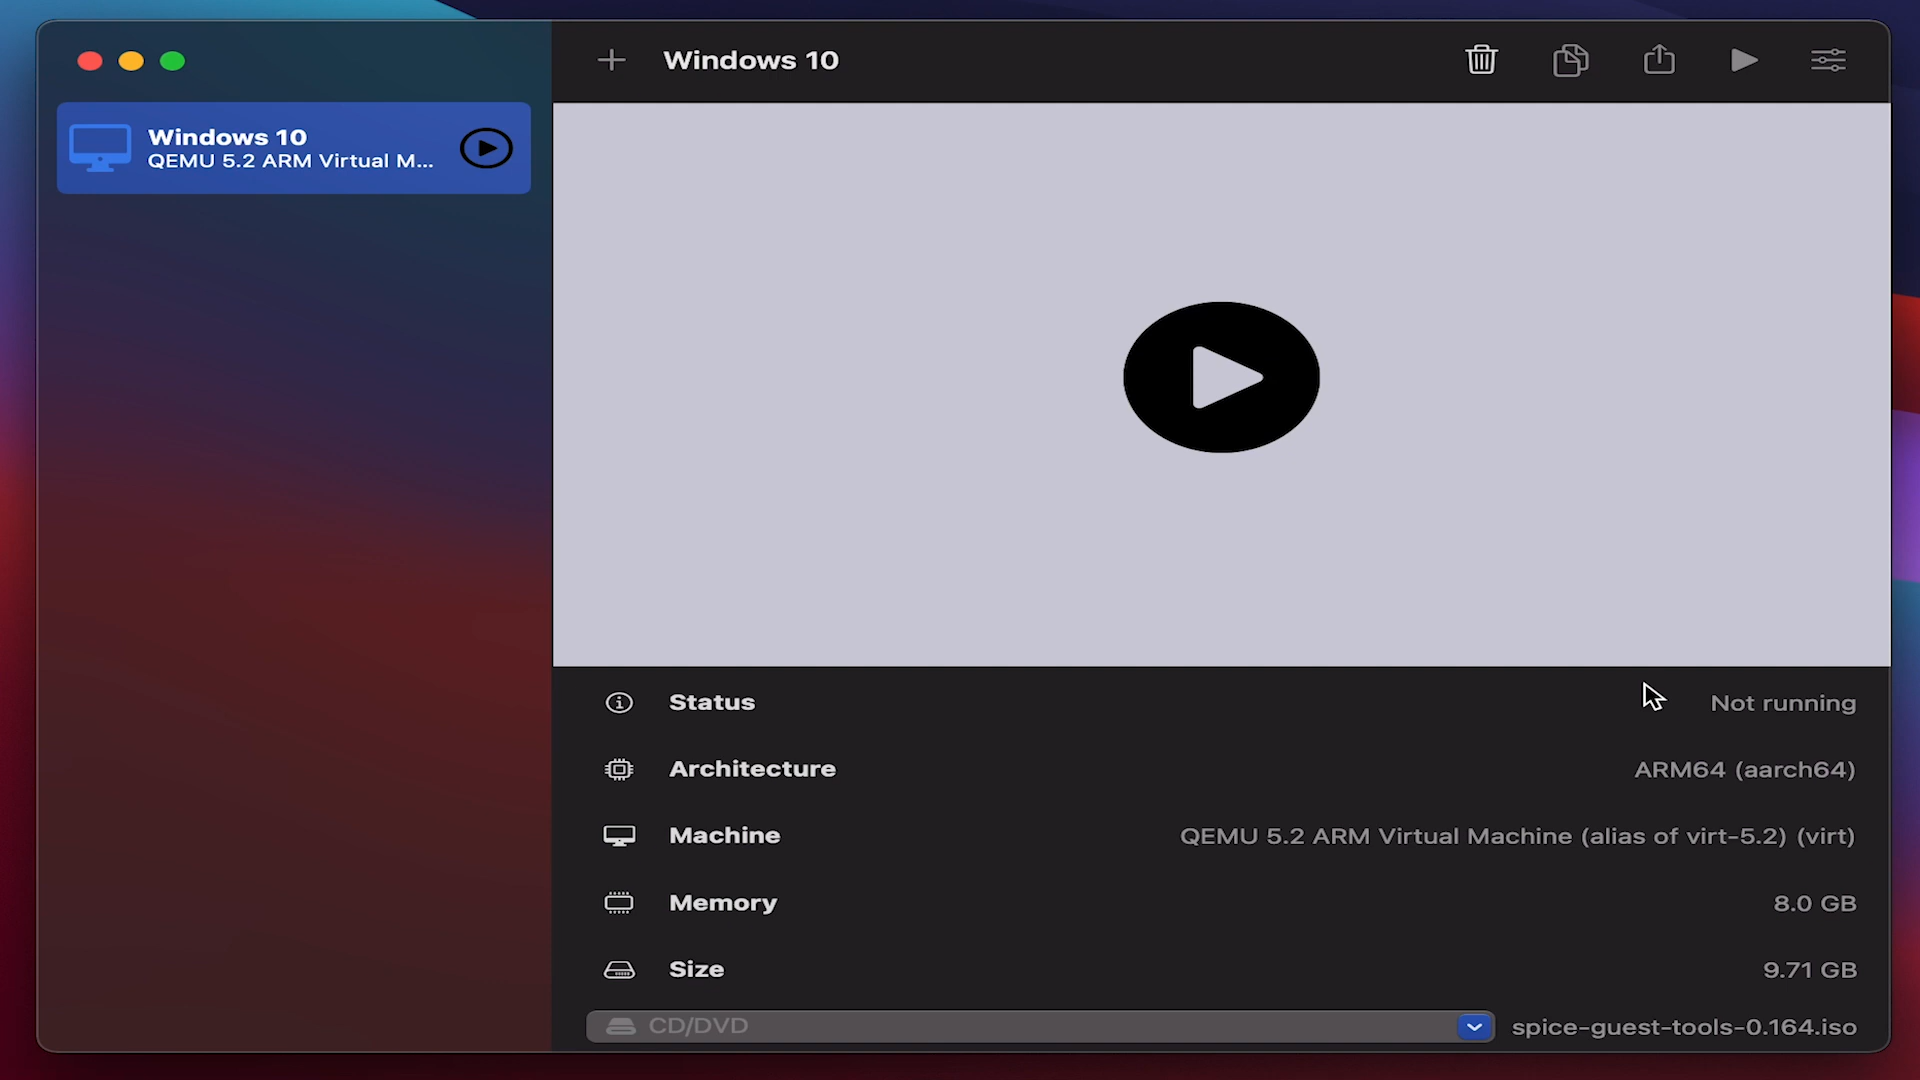 Windows 10
Windows 10
QEMU 5.2 ARM Virtual M...
Status
Not running
Architecture
ARM64 (aarch64)
Machine
QEMU 5.2 ARM Virtual Machine (alias of virt-5.2) (virt)
Memory
8.0 GB
Size
9.71 GB
CD/DVD
spice-guest-tools-0.164.iso